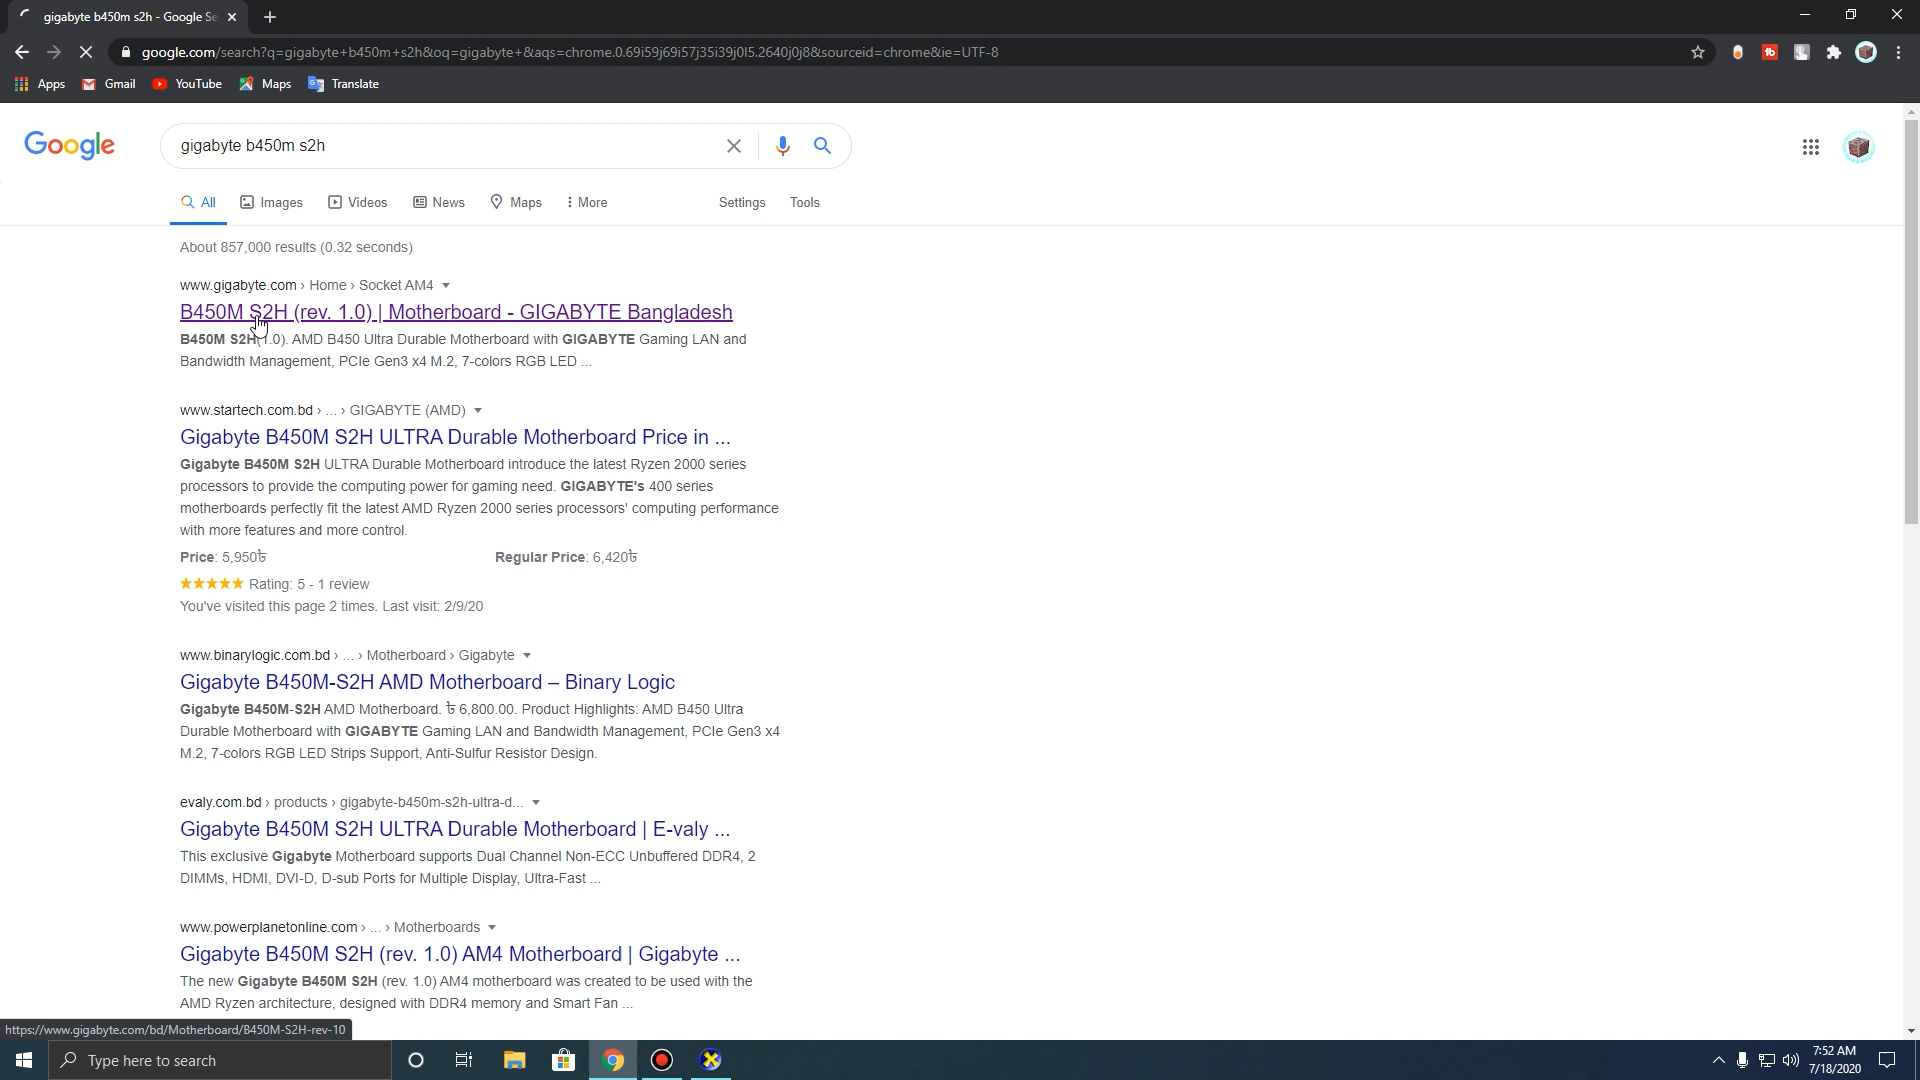 gigabyte b450m s2h - Google Se
google.com/search?q=gigabyte+b450m+s2h&oq=gigabyte+&aqs=chrome.0.69i59j69i57j35i39j0l5.2640j0j8&sourceid=chrome&ie=UTF-8
Apps Gmail YouTube Maps Translate
Google gigabyte b450m s2h
All Images Videos News Maps More Settings Tools
About 857,000 results (0.32 seconds)
www.gigabyte.com › Home › Socket AM4
B450M S2H (rev. 1.0) | Motherboard - GIGABYTE Bangladesh
B450M S2H(1.0). AMD B450 Ultra Durable Motherboard with GIGABYTE Gaming LAN and
Bandwidth Management, PCIe Gen3 x4 M.2, 7-colors RGB LED ...
www.startech.com.bd › ... › GIGABYTE (AMD)
Gigabyte B450M S2H ULTRA Durable Motherboard Price in ...
Gigabyte B450M S2H ULTRA Durable Motherboard introduce the latest Ryzen 2000 series
processors to provide the computing power for gaming need. GIGABYTE's 400 series
motherboards perfectly fit the latest AMD Ryzen 2000 series processors' computing performance
with more features and more control.
Price: 5,950৳ Regular Price: 6,420৳
Rating: 5 - 1 review
You've visited this page 2 times. Last visit: 2/9/20
www.binarylogic.com.bd › ... › Motherboard › Gigabyte
Gigabyte B450M-S2H AMD Motherboard – Binary Logic
Gigabyte B450M-S2H AMD Motherboard. ৳ 6,800.00. Product Highlights: AMD B450 Ultra
Durable Motherboard with GIGABYTE Gaming LAN and Bandwidth Management, PCIe Gen3 x4
M.2, 7-colors RGB LED Strips Support, Anti-Sulfur Resistor Design.
evaly.com.bd › products › gigabyte-b450m-s2h-ultra-d...
Gigabyte B450M S2H ULTRA Durable Motherboard | E-valy ...
This exclusive Gigabyte Motherboard supports Dual Channel Non-ECC Unbuffered DDR4, 2
DIMMs, HDMI, DVI-D, D-sub Ports for Multiple Display, Ultra-Fast ...
www.powerplanetonline.com › ... › Motherboards
Gigabyte B450M S2H (rev. 1.0) AM4 Motherboard | Gigabyte ...
The new Gigabyte B450M S2H (rev. 1.0) AM4 motherboard was created to be used with the
AMD Ryzen architecture, designed with DDR4 memory and Smart Fan ...
https://www.gigabyte.com/bd/Motherboard/B450M-S2H-rev-10
Type here to search
7:52 AM
7/18/2020